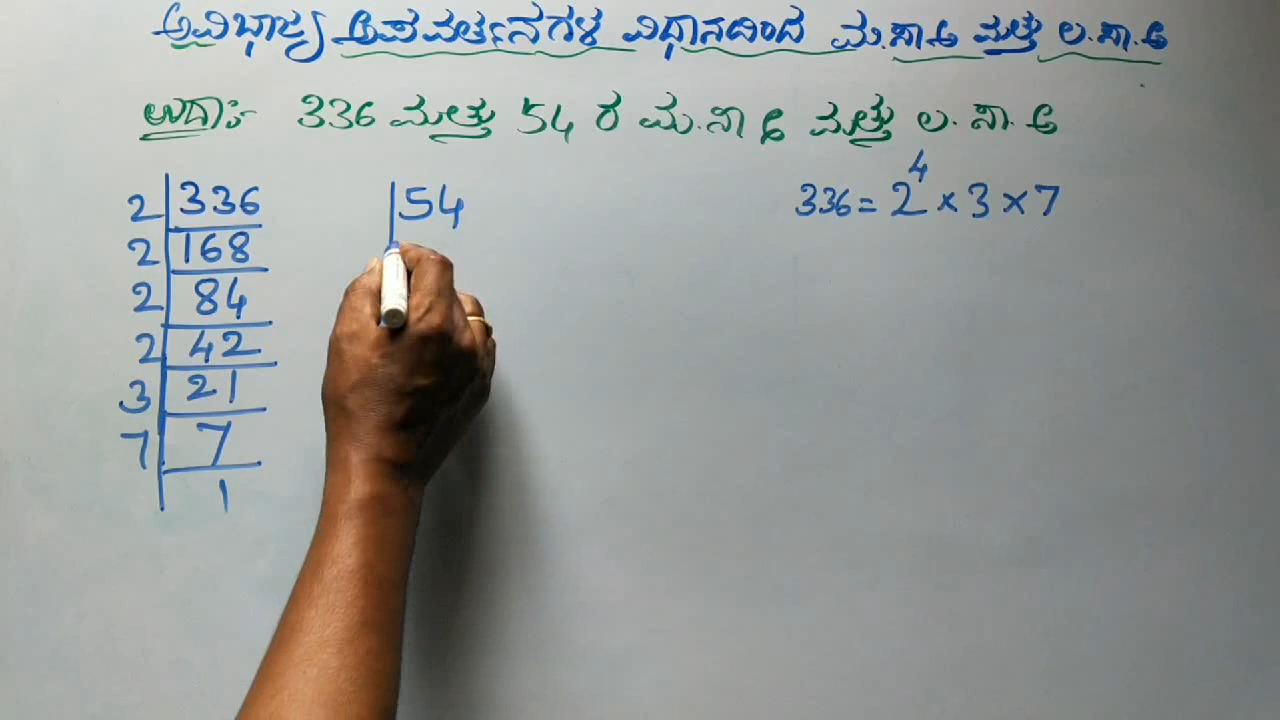 ಅವಿಭಾಜ್ಯ ಅಪವರ್ತನಗಳ ವಿಧಾನದಿಂದ ಮ.ಸಾ.ಅ ಮತ್ತು ಲ.ಸಾ.ಅ
ಉದಾ:- 336 ಮತ್ತು 54 ರ ಮ.ಸಾ.ಅ ಮತ್ತು ಲ.ಸಾ.ಅ
2 | 336
2 | 168
2 | 84
2 | 42
3 | 21
7 | 7
1
54
336 = 2⁴ × 3 × 7